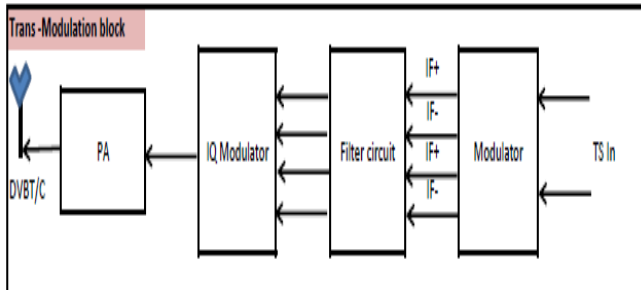 Trans -Modulation block
IF+
IF-
IF+
IF-
PA
IQ Modulator
Filter circuit
Modulator
TS In
DVBT/C